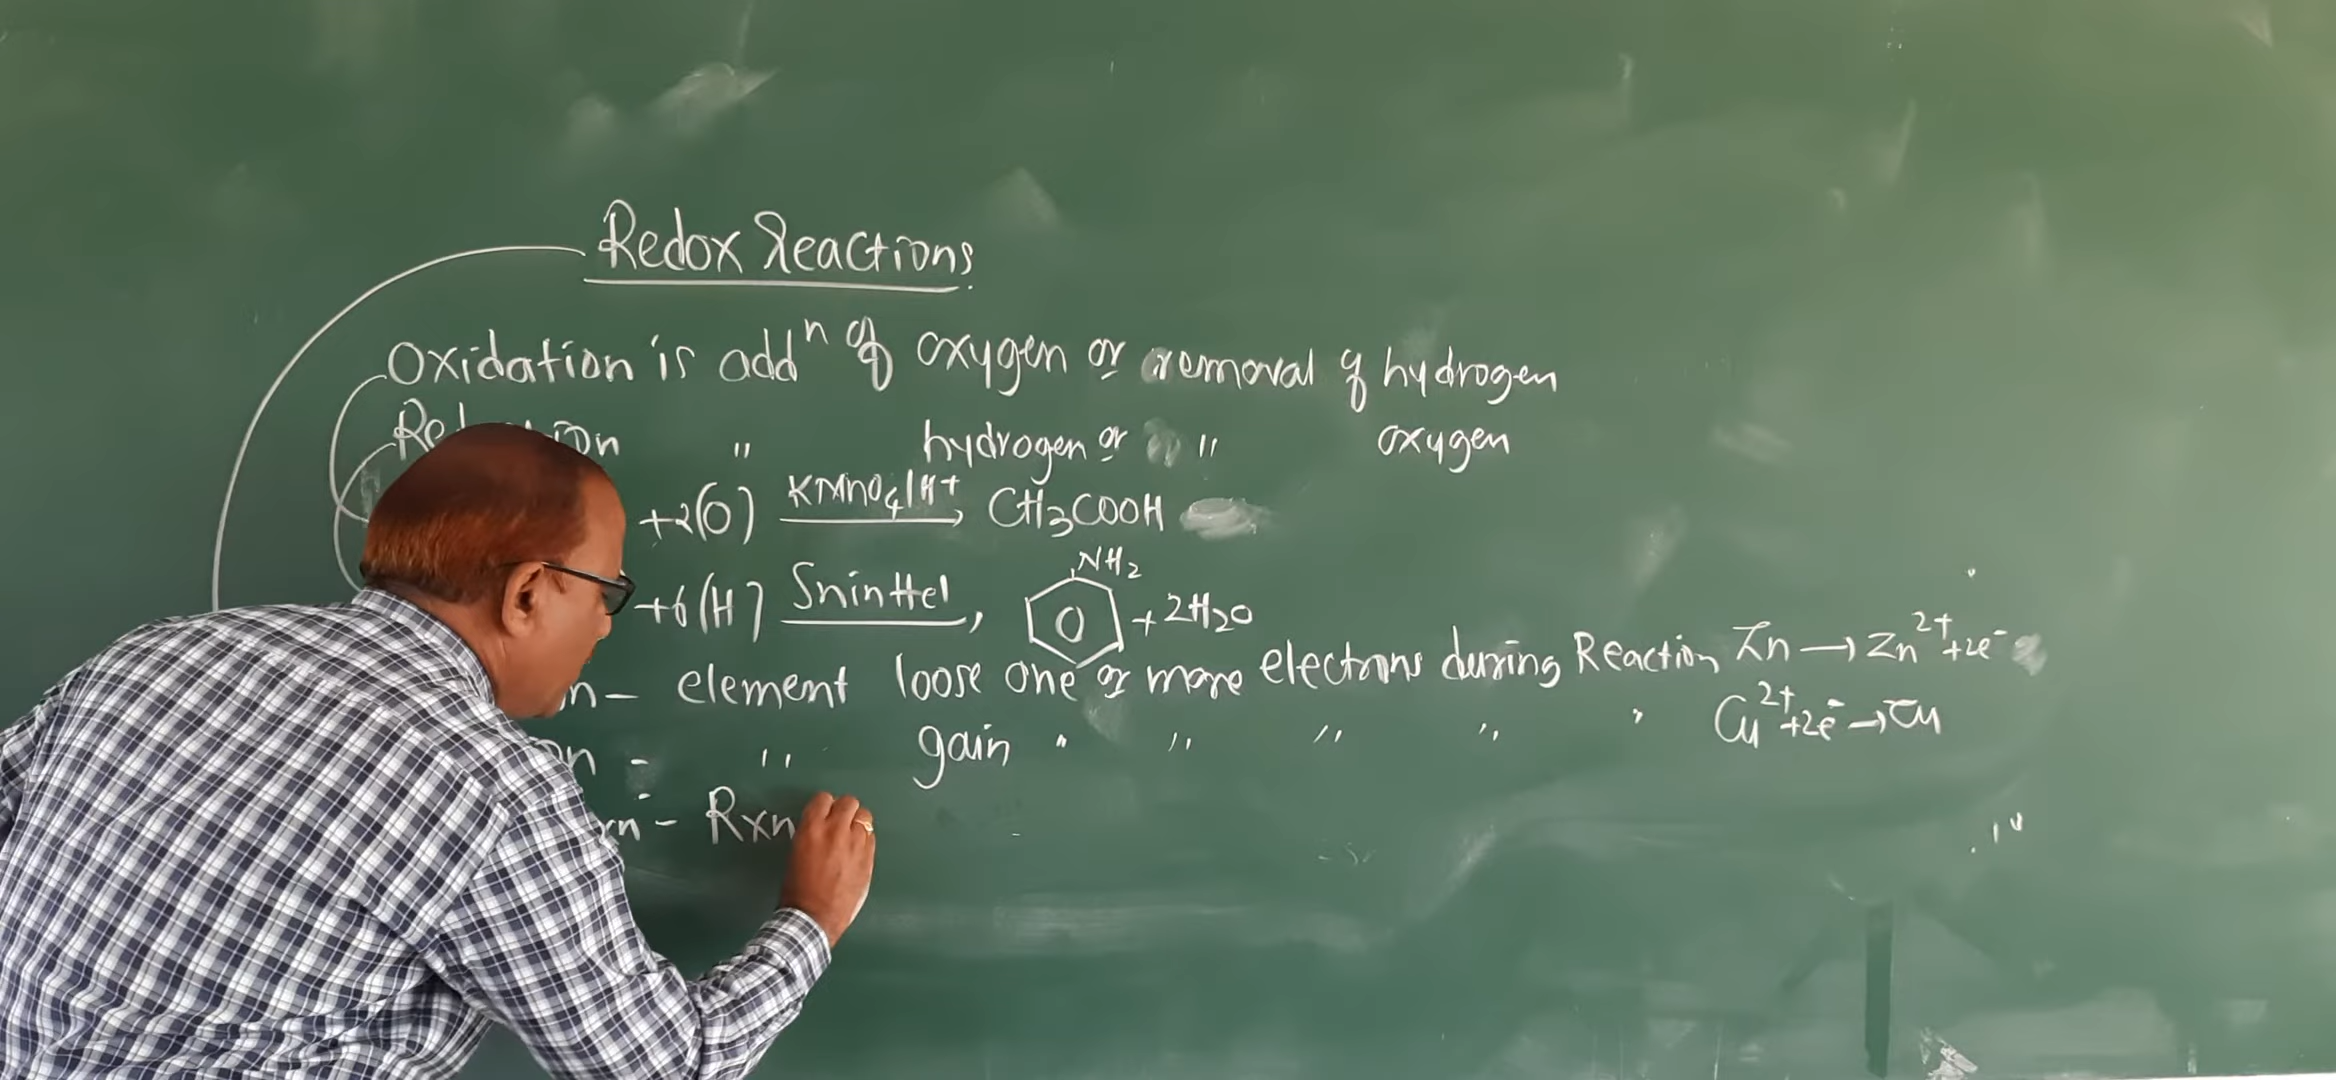 Redox Reactions
Oxidation is addⁿ of oxygen or removal of hydrogen
" hydrogen or " oxygen
+2(O) KMnO₄/H⁺ → CH₃COOH
+6(H) Sn in Hcl → NH₂ + 2H₂O
element loose one or more electrons during Reaction Zn → Zn²⁺ + 2e⁻
" gain " " " " " Cu²⁺ + 2e⁻ → Cu
- Rxn